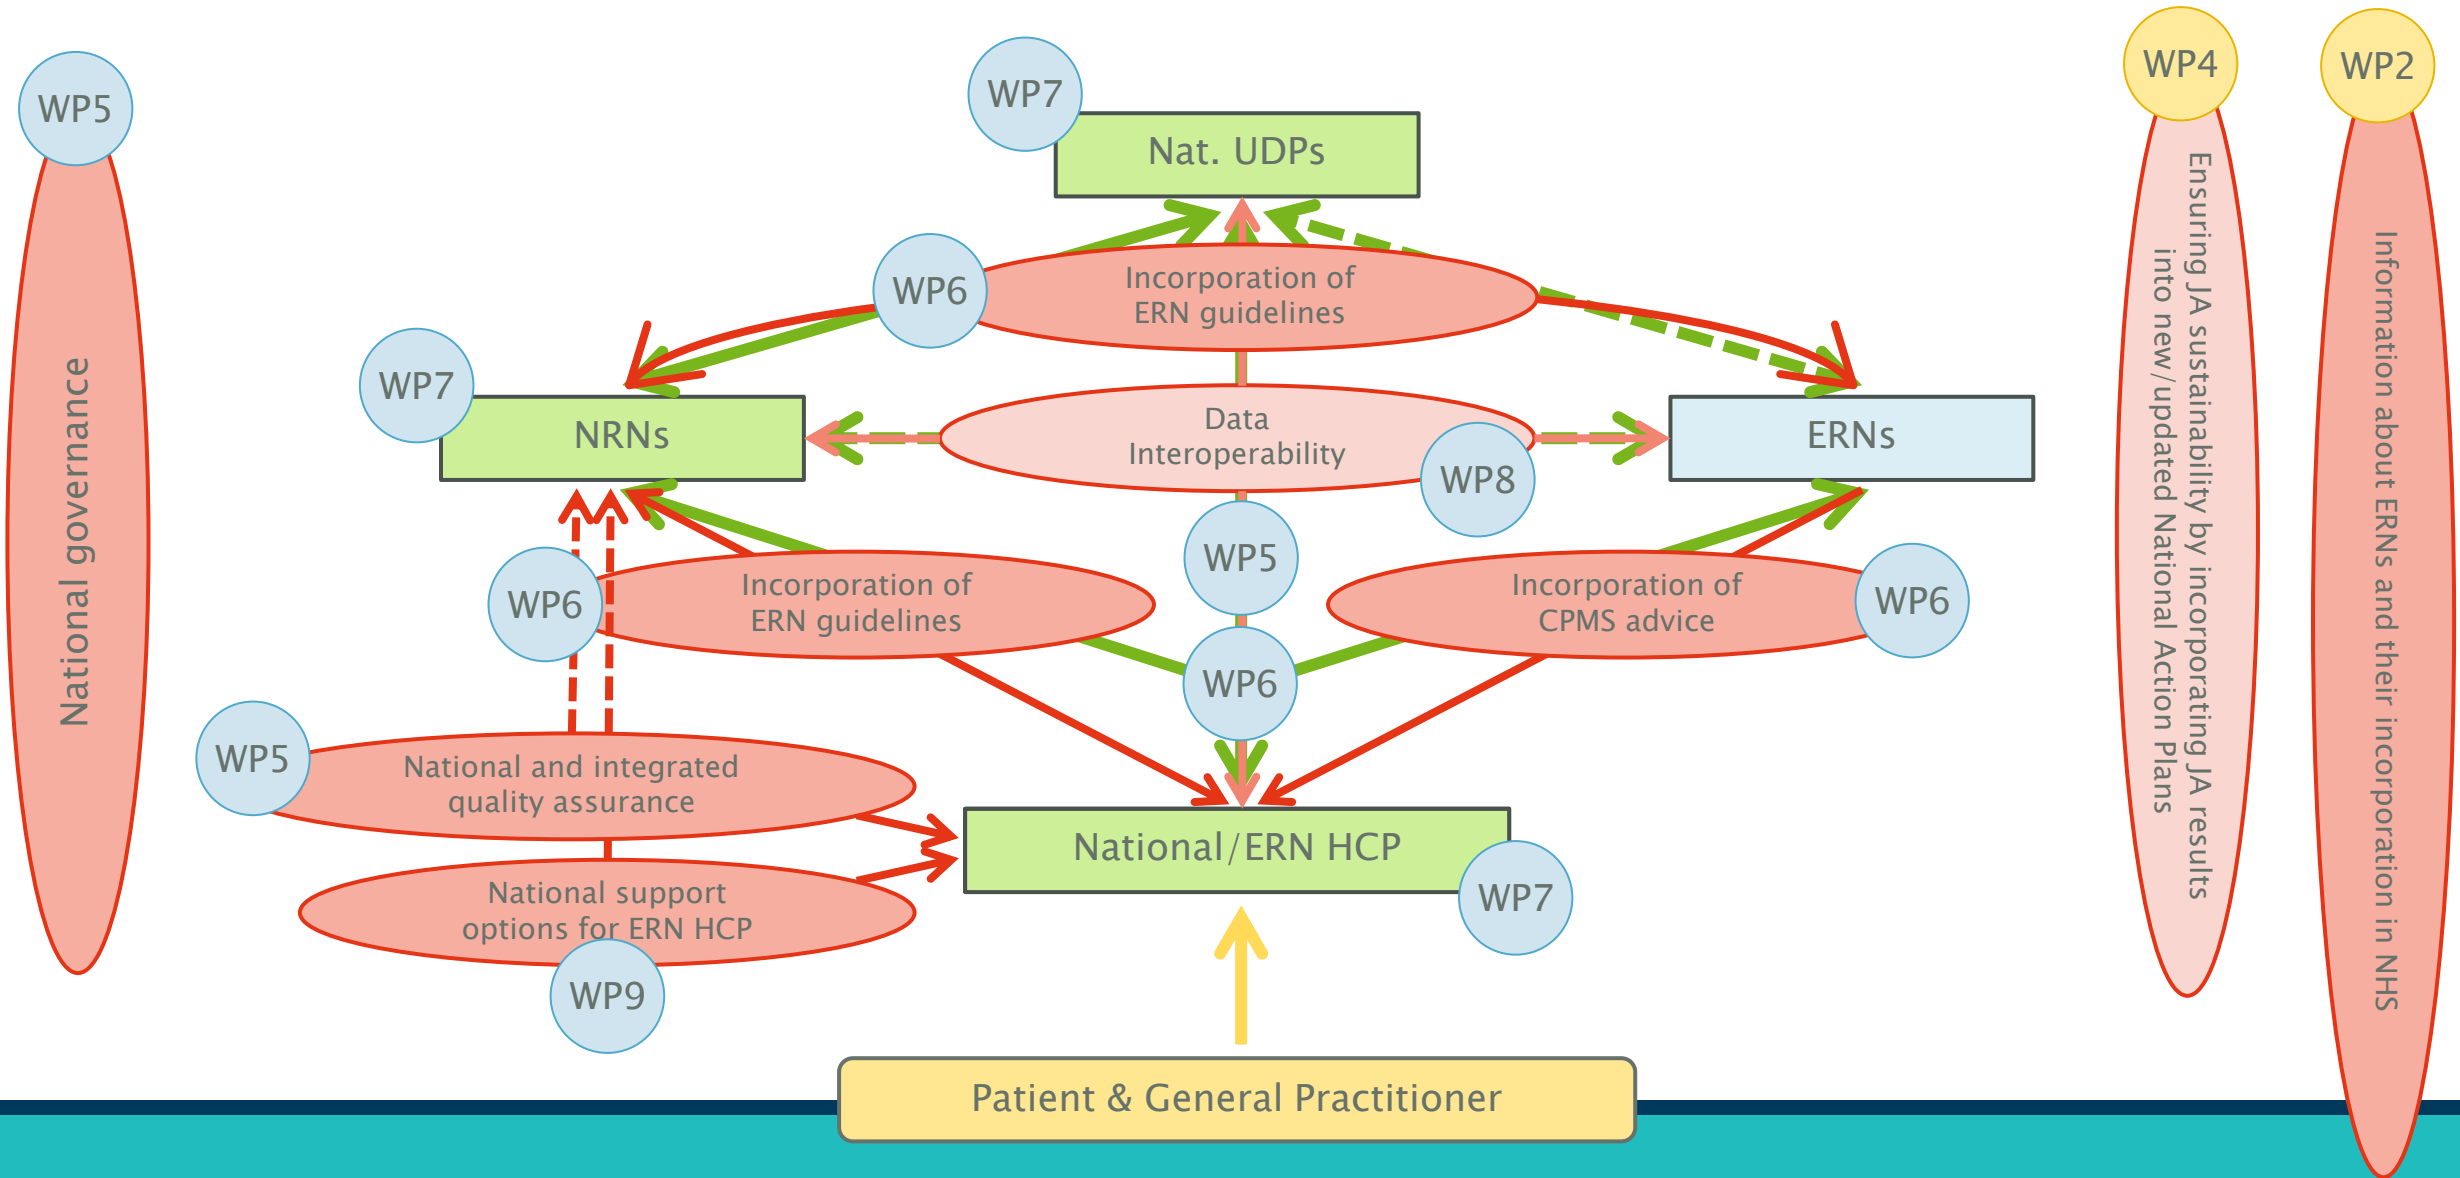 WP5
National governance
WP7
Nat. UDPs
WP6
Incorporation of
ERN guidelines
WP7
NRNs
Data
Interoperability
WP8
ERNs
WP5
WP6
Incorporation of
ERN guidelines
Incorporation of
CPMS advice
WP6
WP6
WP5
National and integrated
quality assurance
National support
options for ERN HCP
WP9
National/ERN HCP
WP7
Patient & General Practitioner
WP4
Ensuring JA sustainability by incorporating JA results
into new/updated National Action Plans
WP2
Information about ERNs and their incorporation in NHS